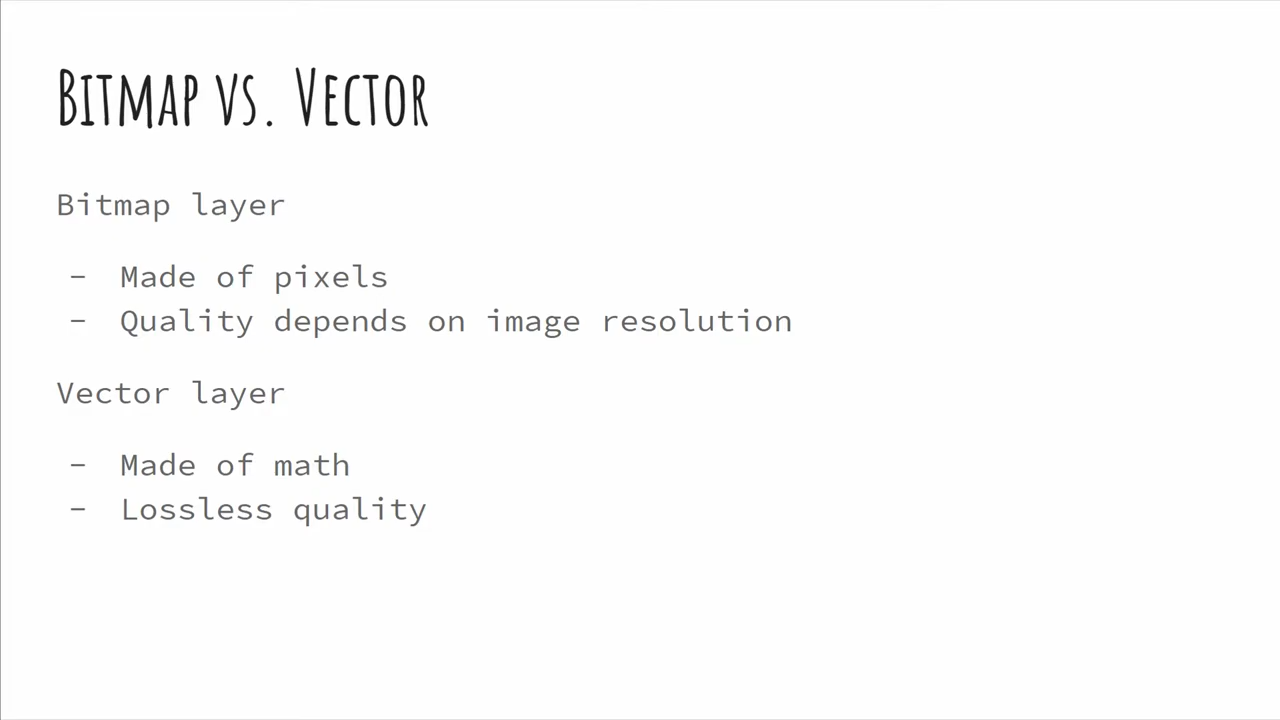 Bitmap vs. Vector
Bitmap layer
- Made of pixels
- Quality depends on image resolution
Vector layer
- Made of math
- Lossless quality